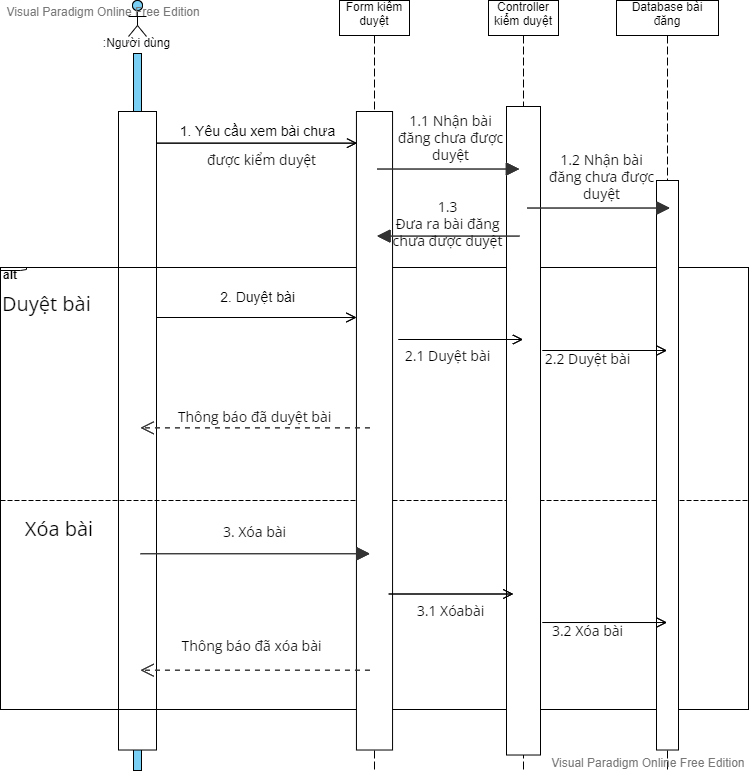 Visual Paradigm Online Free Edition
:Người dùng
Form kiểm
duyệt
Controller
kiểm duyệt
Database bài
đăng
1. Yêu cầu xem bài chưa
được kiểm duyệt
1.1 Nhận bài
đăng chưa được
duyệt
1.2 Nhận bài
đăng chưa được
duyệt
1.3
Đưa ra bài đăng
chưa được duyệt
alt
Duyệt bài
2. Duyệt bài
2.1 Duyệt bài
2.2 Duyệt bài
Thông báo đã duyệt bài
Xóa bài
3. Xóa bài
3.1 Xóabài
3.2 Xóa bài
Thông báo đã xóa bài
Visual Paradigm Online Free Edition